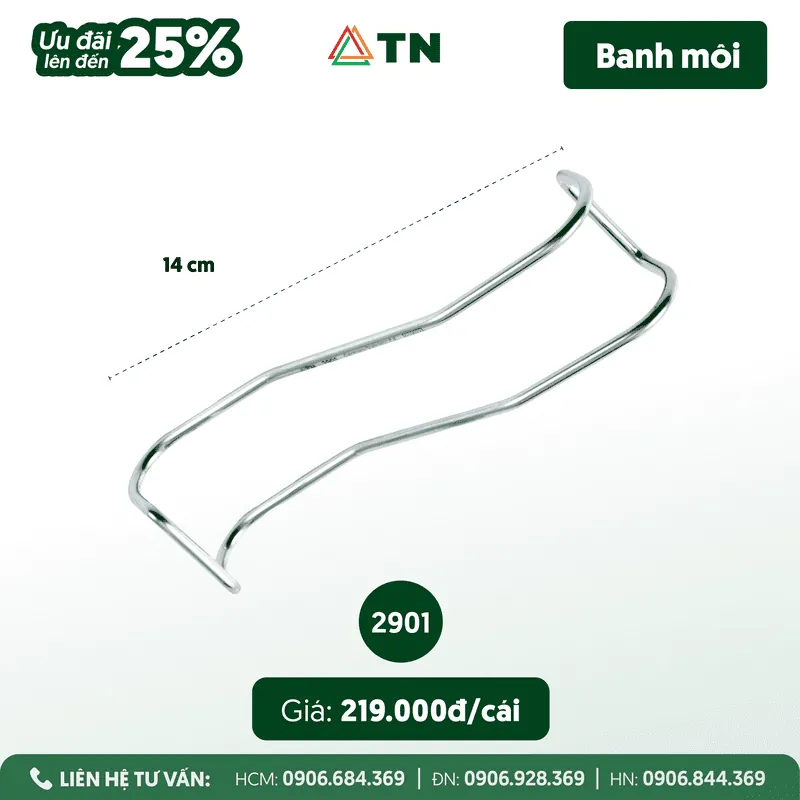 Ưu đãi
lên đến 25%
TN
Banh môi
14 cm
2901
Giá: 219.000đ/cái
LIÊN HỆ TƯ VẤN: HCM: 0906.684.369 | ĐN: 0906.928.369 | HN: 0906.844.369